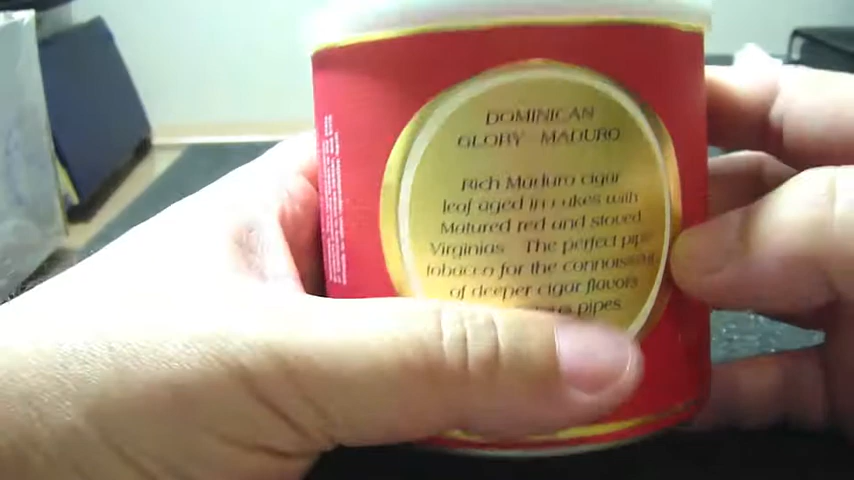 DOMINICAN
GLORY MADURO
Rich Maduro Cigar
leaf aged in cakes with
Matured red and stoved
Virginias The perfect pipe
tobacco for the connoisseur
of deeper cigar flavors
pipes